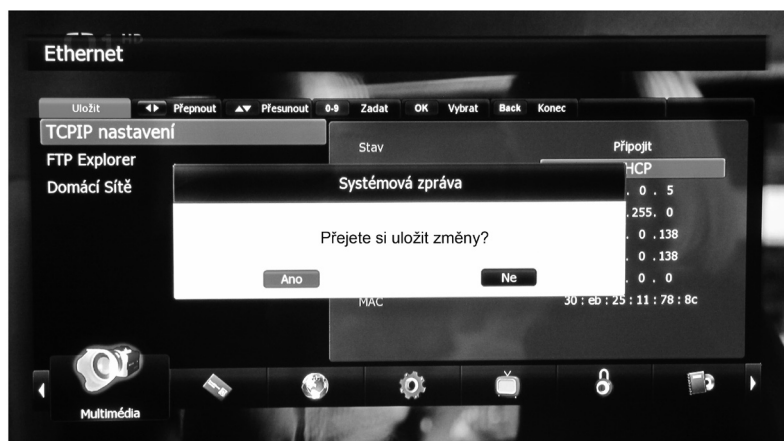 HD
Ethernet
Uložit Přepnout Přesunout 0-9 Zadat OK Vybrat Back Konec
TCPIP nastavení
FTP Explorer
Domácí Sítě
Stav Připojit
HCP
Systémová zpráva
. 0 . 5
.255. 0
Přejete si uložit změny?
. 0 .138
. 0 .138
Ano Ne
. 0 . 0
MAC 30 : eb : 25 : 11 : 78 : 8c
Multimédia